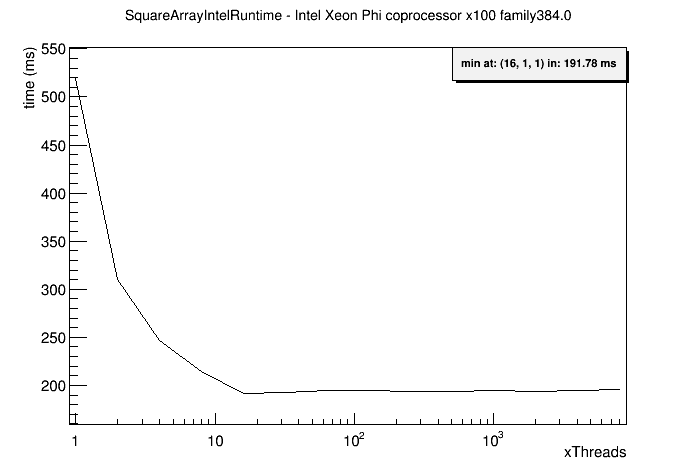 SquareArrayIntelRuntime - Intel Xeon Phi coprocessor x100 family384.0
time (ms)
min at: (16, 1, 1) in: 191.78 ms
550
500
450
400
350
300
250
200
1 10 10² 10³
xThreads